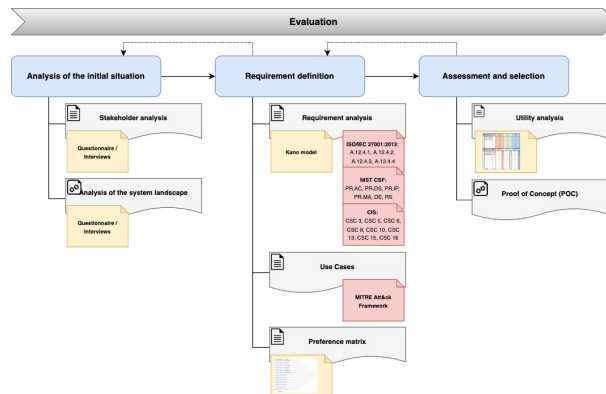 Evaluation
Analysis of the initial situation
Requirement definition
Assessment and selection
Stakeholder analysis
Questionnaire /
Interviews
Analysis of the system landscape
Questionnaire /
Interviews
Requirement analysis
Kano model
ISO/IEC 27001:2013:
A.12.4.1, A.12.4.2,
A.12.4.3, A.12.4.4
NIST CSF:
PR.AC, PR.DS, PR.IP,
PR.MA, DE, RS
CIS:
CSC 3, CSC 5, CSC 6,
CSC 8, CSC 10, CSC
13, CSC 15, CSC 16
Use Cases
MITRE Att&ck
Framework
Preference matrix
Utility analysis
Proof of Concept (POC)